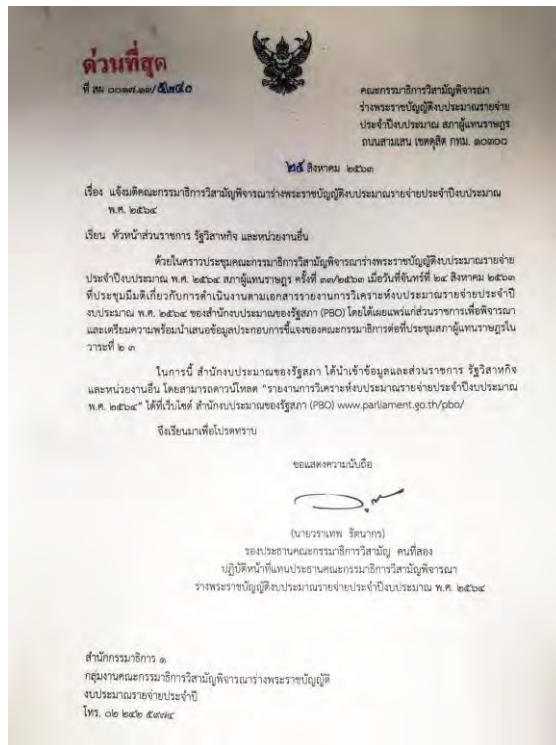 ด่วนที่สุด
ที่ สผ ๐๐๑๗.๑๓/๕๒๔๐
คณะกรรมาธิการวิสามัญพิจารณา
ร่างพระราชบัญญัติงบประมาณรายจ่าย
ประจำปีงบประมาณ สภาผู้แทนราษฎร
ถนนสามเสน เขตดุสิต กทม. ๑๐๓๐๐
๒๕ สิงหาคม ๒๕๖๓
เรื่อง แจ้งมติคณะกรรมาธิการวิสามัญพิจารณาร่างพระราชบัญญัติงบประมาณรายจ่ายประจำปีงบประมาณ
พ.ศ. ๒๕๖๔
เรียน หัวหน้าส่วนราชการ รัฐวิสาหกิจ และหน่วยงานอื่น
ด้วยในคราวประชุมคณะกรรมาธิการวิสามัญพิจารณาร่างพระราชบัญญัติงบประมาณรายจ่าย
ประจำปีงบประมาณ พ.ศ. ๒๕๖๔ สภาผู้แทนราษฎร ครั้งที่ ๓๓/๒๕๖๓ เมื่อวันที่จันทร์ที่ ๒๔ สิงหาคม ๒๕๖๓
ที่ประชุมมีมติเกี่ยวกับการดำเนินงานตามเอกสารรายงานการวิเคราะห์งบประมาณรายจ่ายประจำปี
งบประมาณ พ.ศ. ๒๕๖๔ ของสำนักงบประมาณของรัฐสภา (PBO) โดยได้เผยแพร่แก่ส่วนราชการเพื่อพิจารณา
และเตรียมความพร้อมนำเสนอข้อมูลประกอบการชี้แจงของคณะกรรมาธิการต่อที่ประชุมสภาผู้แทนราษฎรใน
วาระที่ ๒ ๓
ในการนี้ สำนักงบประมาณของรัฐสภา ได้นำเข้าข้อมูลและส่วนราชการ รัฐวิสาหกิจ
และหน่วยงานอื่น โดยสามารถดาวน์โหลด "รายงานการวิเคราะห์งบประมาณรายจ่ายประจำปีงบประมาณ
พ.ศ. ๒๕๖๔" ได้ที่เว็บไซต์ สำนักงบประมาณของรัฐสภา (PBO) www.parliament.go.th/pbo/
จึงเรียนมาเพื่อโปรดทราบ
ขอแสดงความนับถือ
(นายวราเทพ รัตนากร)
รองประธานคณะกรรมาธิการวิสามัญ คนที่สอง
ปฏิบัติหน้าที่แทนประธานคณะกรรมาธิการวิสามัญพิจารณา
ร่างพระราชบัญญัติงบประมาณรายจ่ายประจำปีงบประมาณ พ.ศ. ๒๕๖๔
สำนักกรรมาธิการ ๑
กลุ่มงานคณะกรรมาธิการวิสามัญพิจารณาร่างพระราชบัญญัติ
งบประมาณรายจ่ายประจำปี
โทร. ๐๒ ๒๔๒ ๕๙๗๔